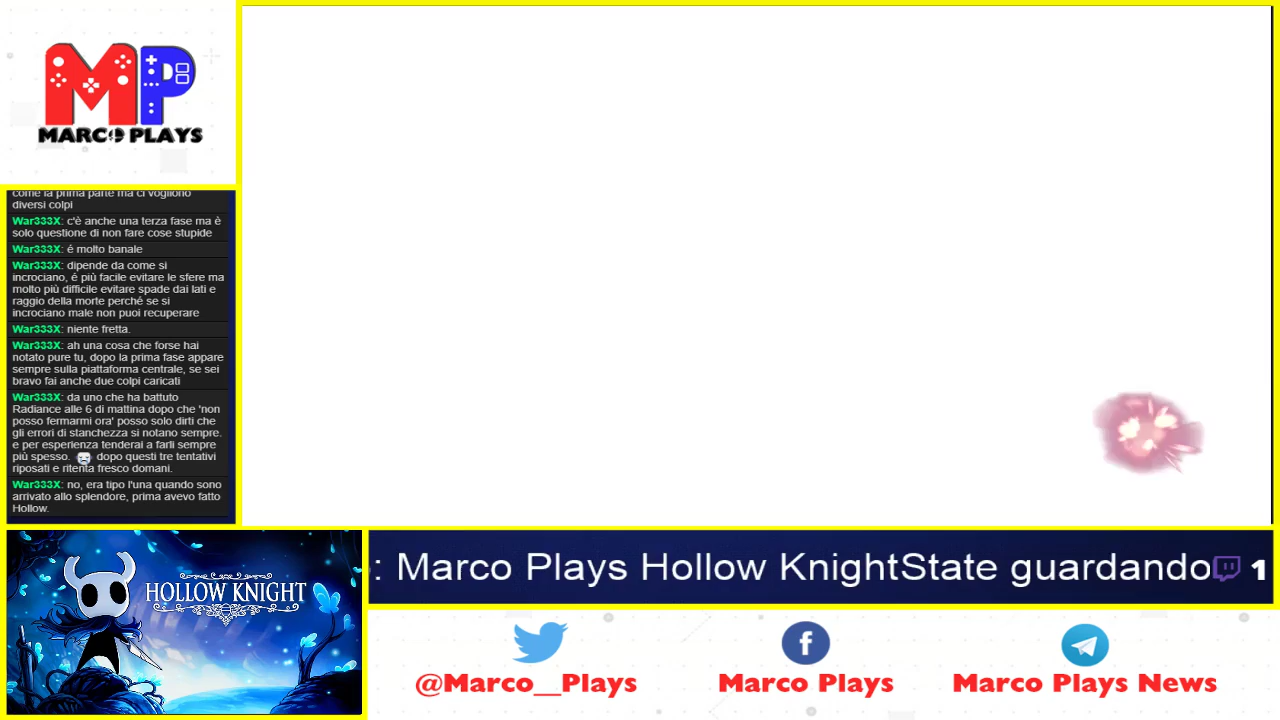 MP
MARCO PLAYS
come la prima parte ma ci vogliono
diversi colpi
War333X: c'è anche una terza fase ma è
solo questione di non fare cose stupide
War333X: é molto banale
War333X: dipende da come si
incrociano, é più facile evitare le sfere ma
molto più difficile evitare spade dai lati e
raggio della morte perché se si
incrociano male non puoi recuperare
War333X: niente fretta.
War333X: ah una cosa che forse hai
notato pure tu, dopo la prima fase appare
sempre sulla piattaforma centrale, se sei
bravo fai anche due colpi caricati
War333X: da uno che ha battuto
Radiance alle 6 di mattina dopo che 'non
posso fermarmi ora' posso solo dirti che
gli errori di stanchezza si notano sempre.
e per esperienza tenderai a farli sempre
più spesso. dopo questi tre tentativi
riposati e ritenta fresco domani.
War333X: no, era tipo l'una quando sono
arrivato allo splendore, prima avevo fatto
Hollow.
HOLLOW KNIGHT
: Marco Plays Hollow KnightState guardando 1
@Marco__Plays
Marco Plays
Marco Plays News